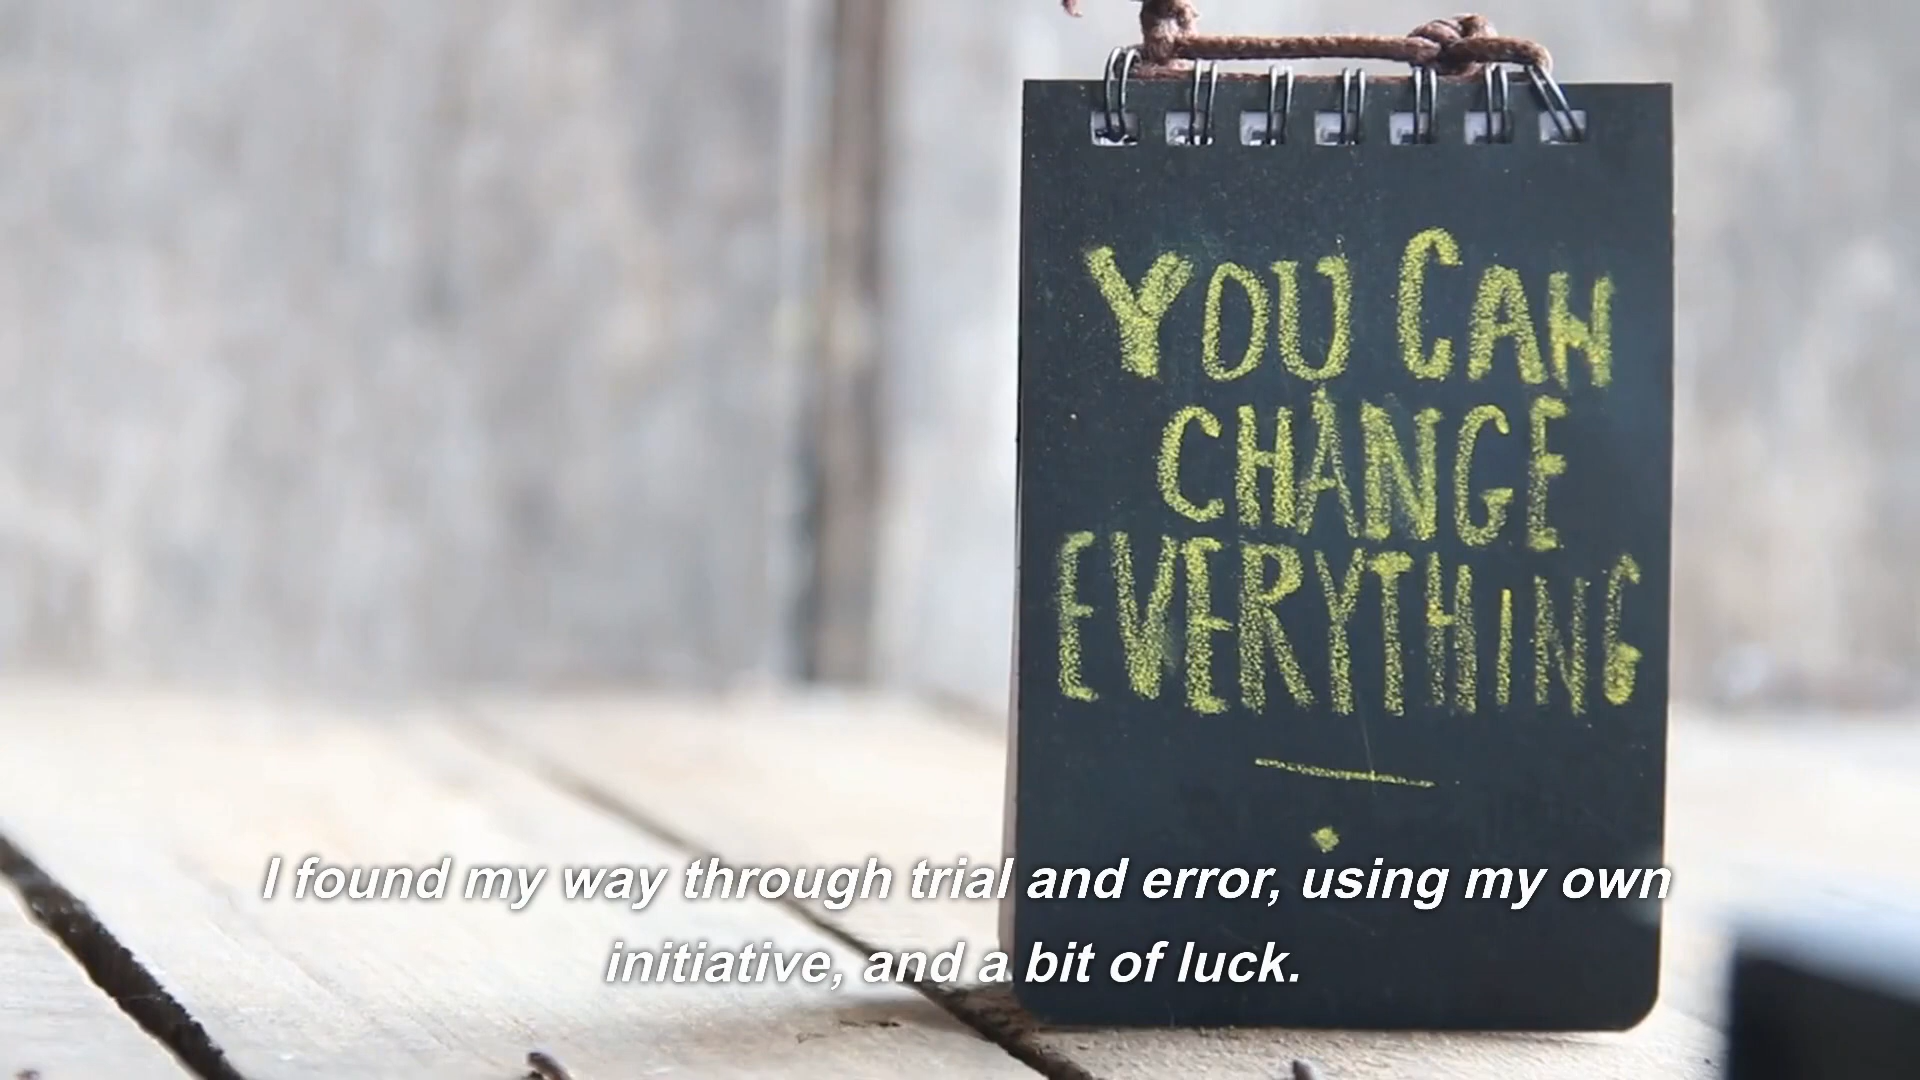 YOU CAN
CHANGE
EVERYTHING
I found my way through trial and error, using my own
initiative, and a bit of luck.